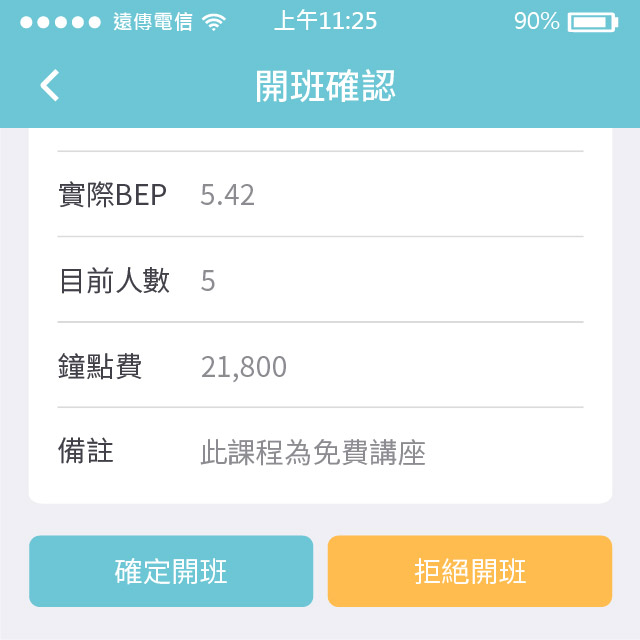 遠傳電信 上午11:25 90%
開班確認
實際BEP 5.42
目前人數 5
鐘點費 21,800
備註 此課程為免費講座
確定開班 拒絕開班